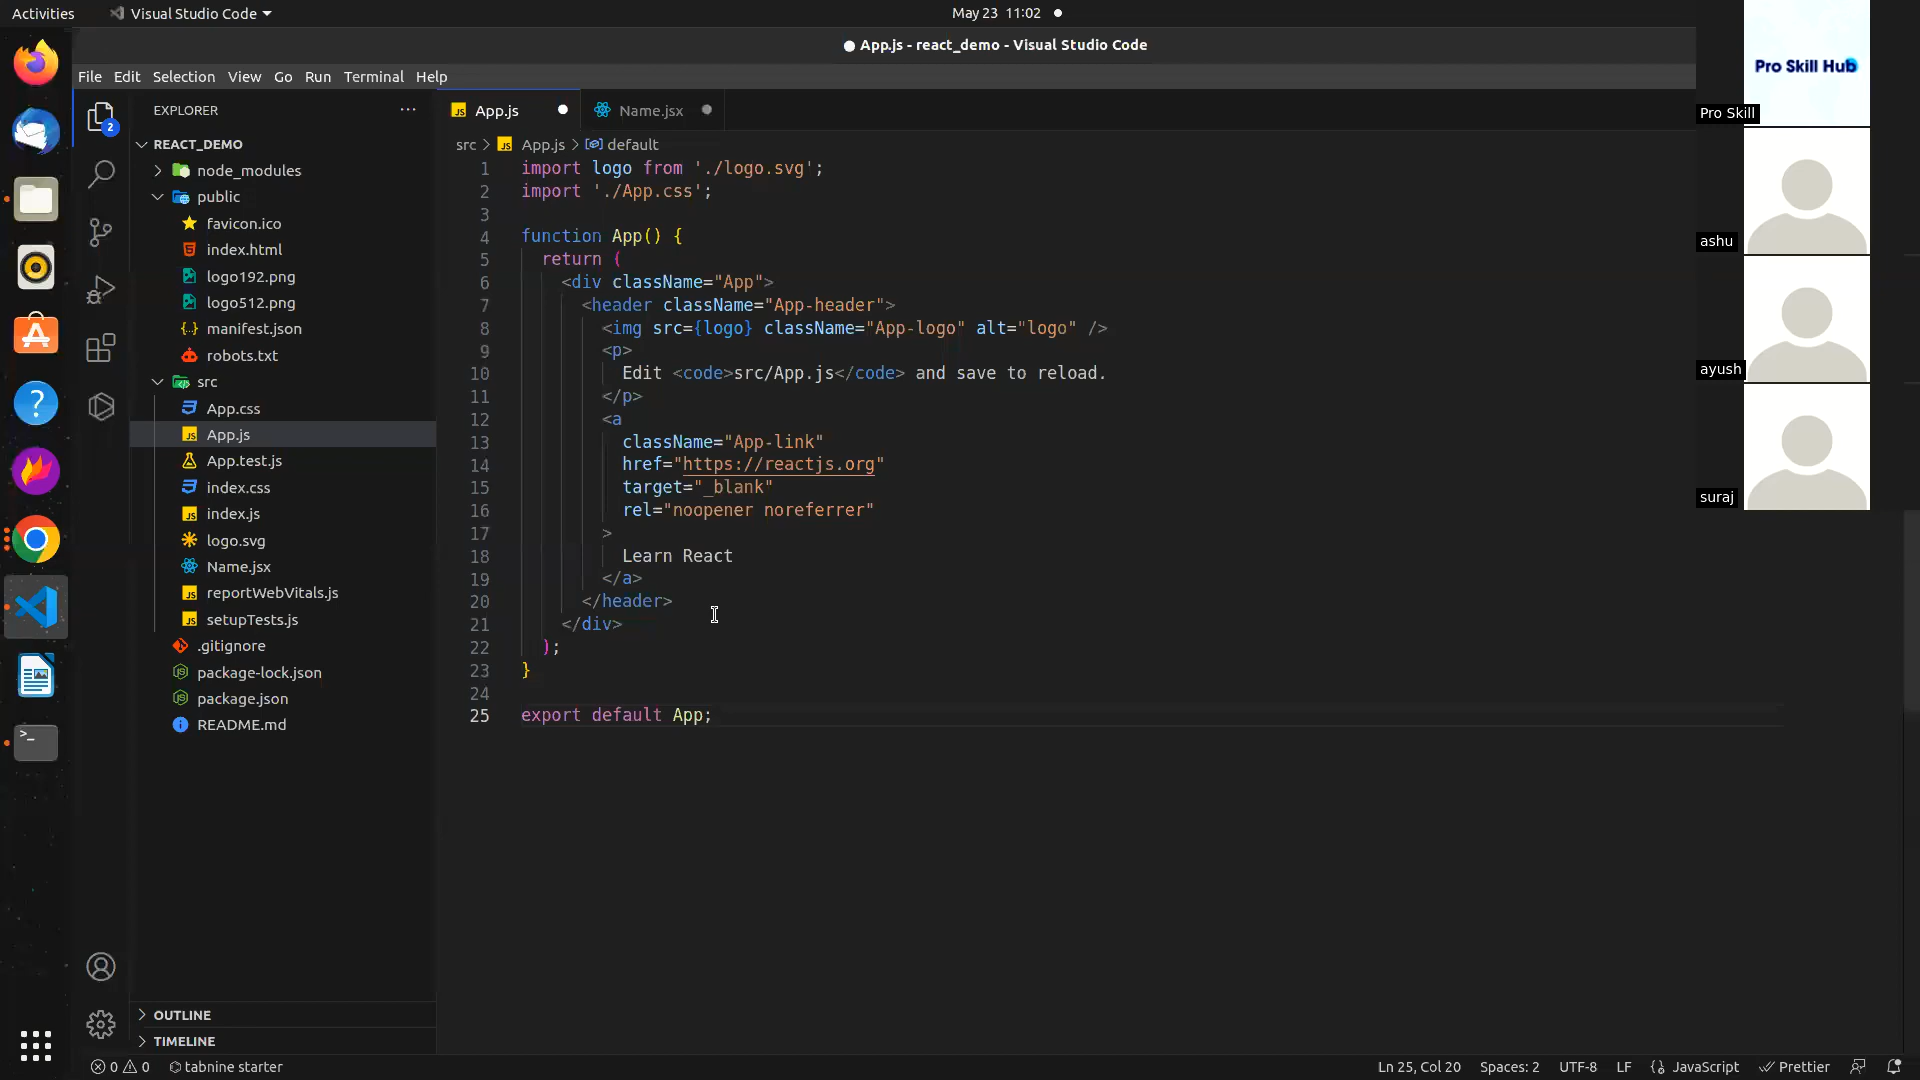 Activities
Visual Studio Code
May 23 11:02
App.js - react_demo - Visual Studio Code
File Edit Selection View Go Run Terminal Help
Pro Skill Hub
Pro Skill
ashu
ayush
suraj
EXPLORER
2
REACT_DEMO
node_modules
public
favicon.ico
index.html
logo192.png
logo512.png
manifest.json
robots.txt
src
App.css
App.js
App.test.js
index.css
index.js
logo.svg
Name.jsx
reportWebVitals.js
setupTests.js
.gitignore
package-lock.json
package.json
README.md
OUTLINE
TIMELINE
JS App.js
Name.jsx
src > JS App.js > default
1 import logo from './logo.svg';
2 import './App.css';
3
4 function App() {
5 return (
6 <div className="App">
7 <header className="App-header">
8 <img src={logo} className="App-logo" alt="logo" />
9 <p>
10 Edit <code>src/App.js</code> and save to reload.
11 </p>
12 <a
13 className="App-link"
14 href="https://reactjs.org"
15 target="_blank"
16 rel="noopener noreferrer"
17 >
18 Learn React
19 </a>
20 </header>
21 </div>
22 );
23 }
24
25 export default App;
0 0 tabnine starter
Ln 25, Col 20 Spaces: 2 UTF-8 LF {} JavaScript Prettier